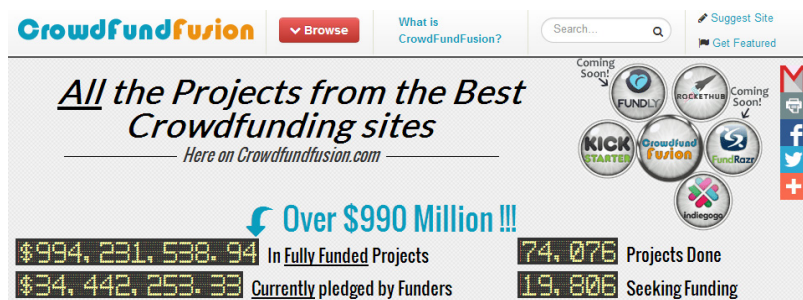 CrowdFundFusion
Browse
What is
CrowdFundFusion?
Search...
Suggest Site
Get Featured
All the Projects from the Best
Crowdfunding sites
Here on Crowdfundfusion.com
Coming
Soon!
FUNDLY
ROCKETHUB
Coming
Soon!
KICK
STARTER
Crowdfund
Fusion
FundRazr
indiegogo
Over $990 Million !!!
$994,231,538.94 In Fully Funded Projects
74,076 Projects Done
$34,442,253.33 Currently pledged by Funders
19,806 Seeking Funding